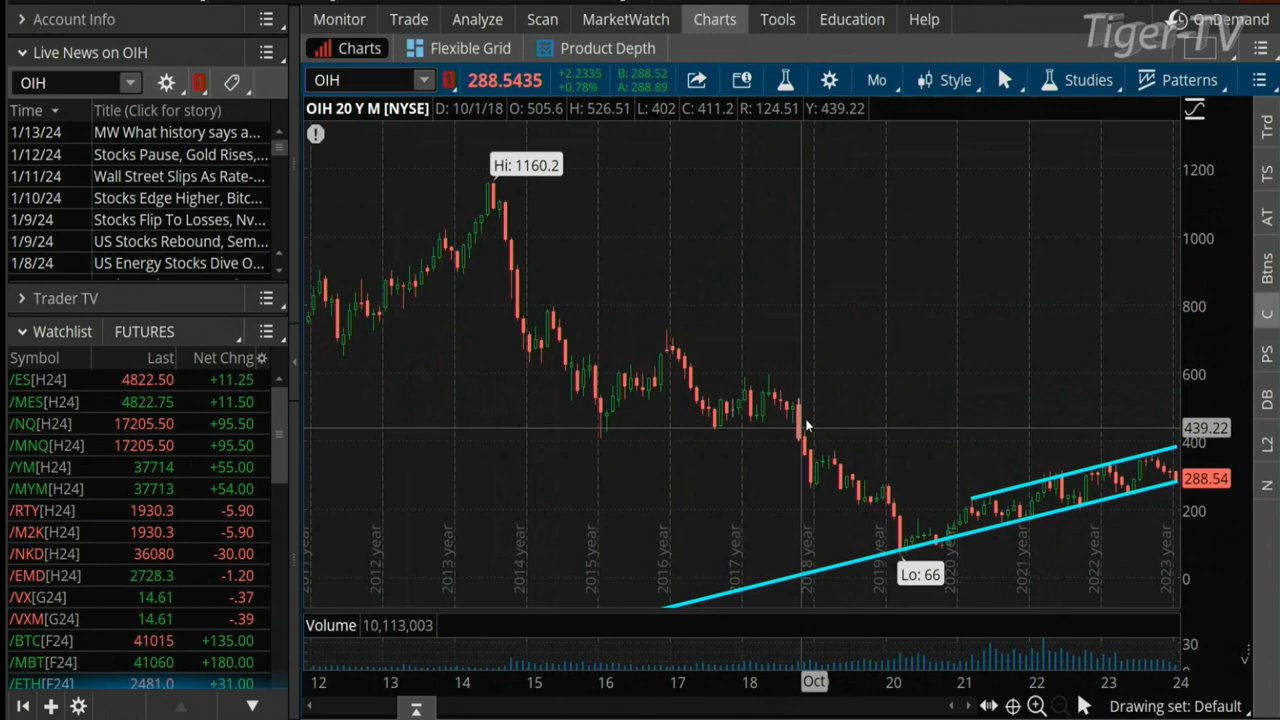 Account Info
Monitor Trade Analyze Scan MarketWatch Charts Tools Education Help
OnDemand
Tiger-TV
Live News on OIH
Charts Flexible Grid Product Depth
OIH
OIH 288.5435 +2.2335 +0.78% B: 288.52 A: 288.89 Mo Style Studies Patterns
Time Title (Click for story)
1/13/24 MW What history says a...
1/12/24 Stocks Pause, Gold Rises,...
1/11/24 Wall Street Slips As Rate-...
1/10/24 Stocks Edge Higher, Bitc...
1/9/24 Stocks Flip To Losses, Nv...
1/9/24 US Stocks Rebound, Sem...
1/8/24 US Energy Stocks Dive O...
OIH 20 Y M [NYSE] D: 10/1/18 O: 505.6 H: 526.51 L: 402 C: 411.2 R: 124.51 Y: 439.22
Hi: 1160.2
1200
1000
800
600
439.22
400
288.54
200
0
Lo: 66
2012 year
2013 year
2014 year
2015 year
2016 year
2017 year
2018 year
2019 year
2021 year
2022 year
2023 year
Trader TV
Watchlist FUTURES
Symbol Last Net Chng
/ES[H24] 4822.50 +11.25
/MES[H24] 4822.75 +11.50
/NQ[H24] 17205.50 +95.50
/MNQ[H24] 17205.50 +95.50
/YM[H24] 37714 +55.00
/MYM[H24] 37713 +54.00
/RTY[H24] 1930.3 -5.90
/M2K[H24] 1930.3 -5.90
/NKD[H24] 36080 -30.00
/EMD[H24] 2728.3 -1.20
/VX[G24] 14.61 -.37
/VXM[G24] 14.61 -.39
/BTC[F24] 41015 +135.00
/MBT[F24] 41060 +180.00
/ETH[F24] 2481.0 +31.00
Volume 10,113,003
30
12 13 14 15 16 17 18 Oct 20 21 22 23 24
Drawing set: Default
Trd
TS
AT
Btns
C
PS
DB
L2
N